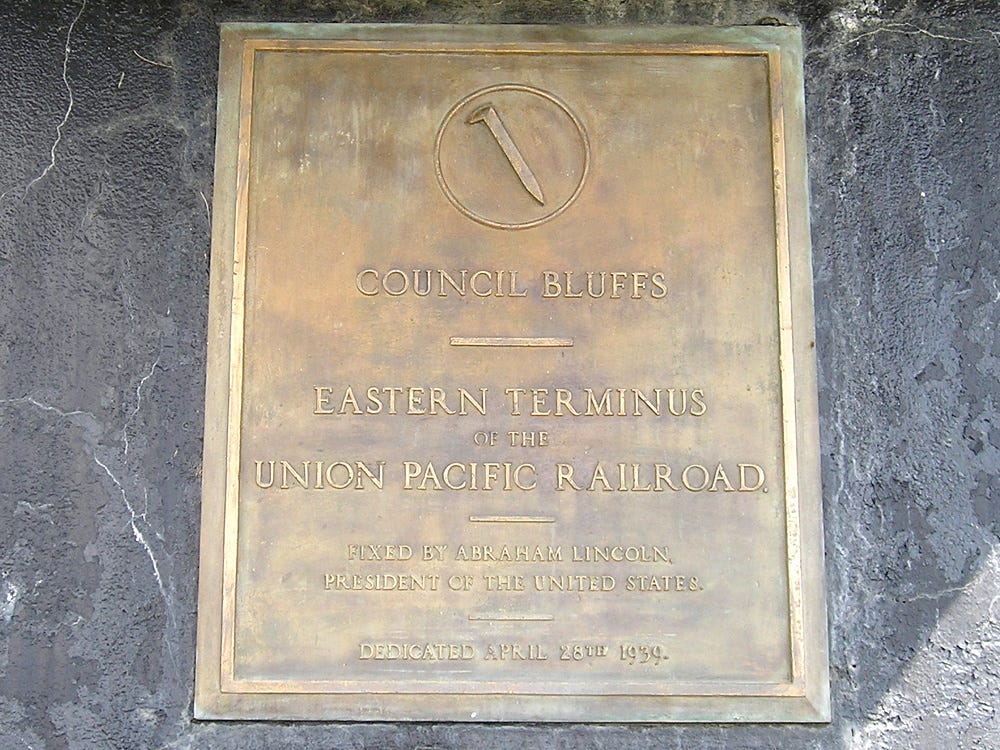 COUNCIL BLUFFS
EASTERN TERMINUS
OF THE
UNION PACIFIC RAILROAD.
FIXED BY ABRAHAM LINCOLN,
PRESIDENT OF THE UNITED STATES.
DEDICATED APRIL 28TH 1939.